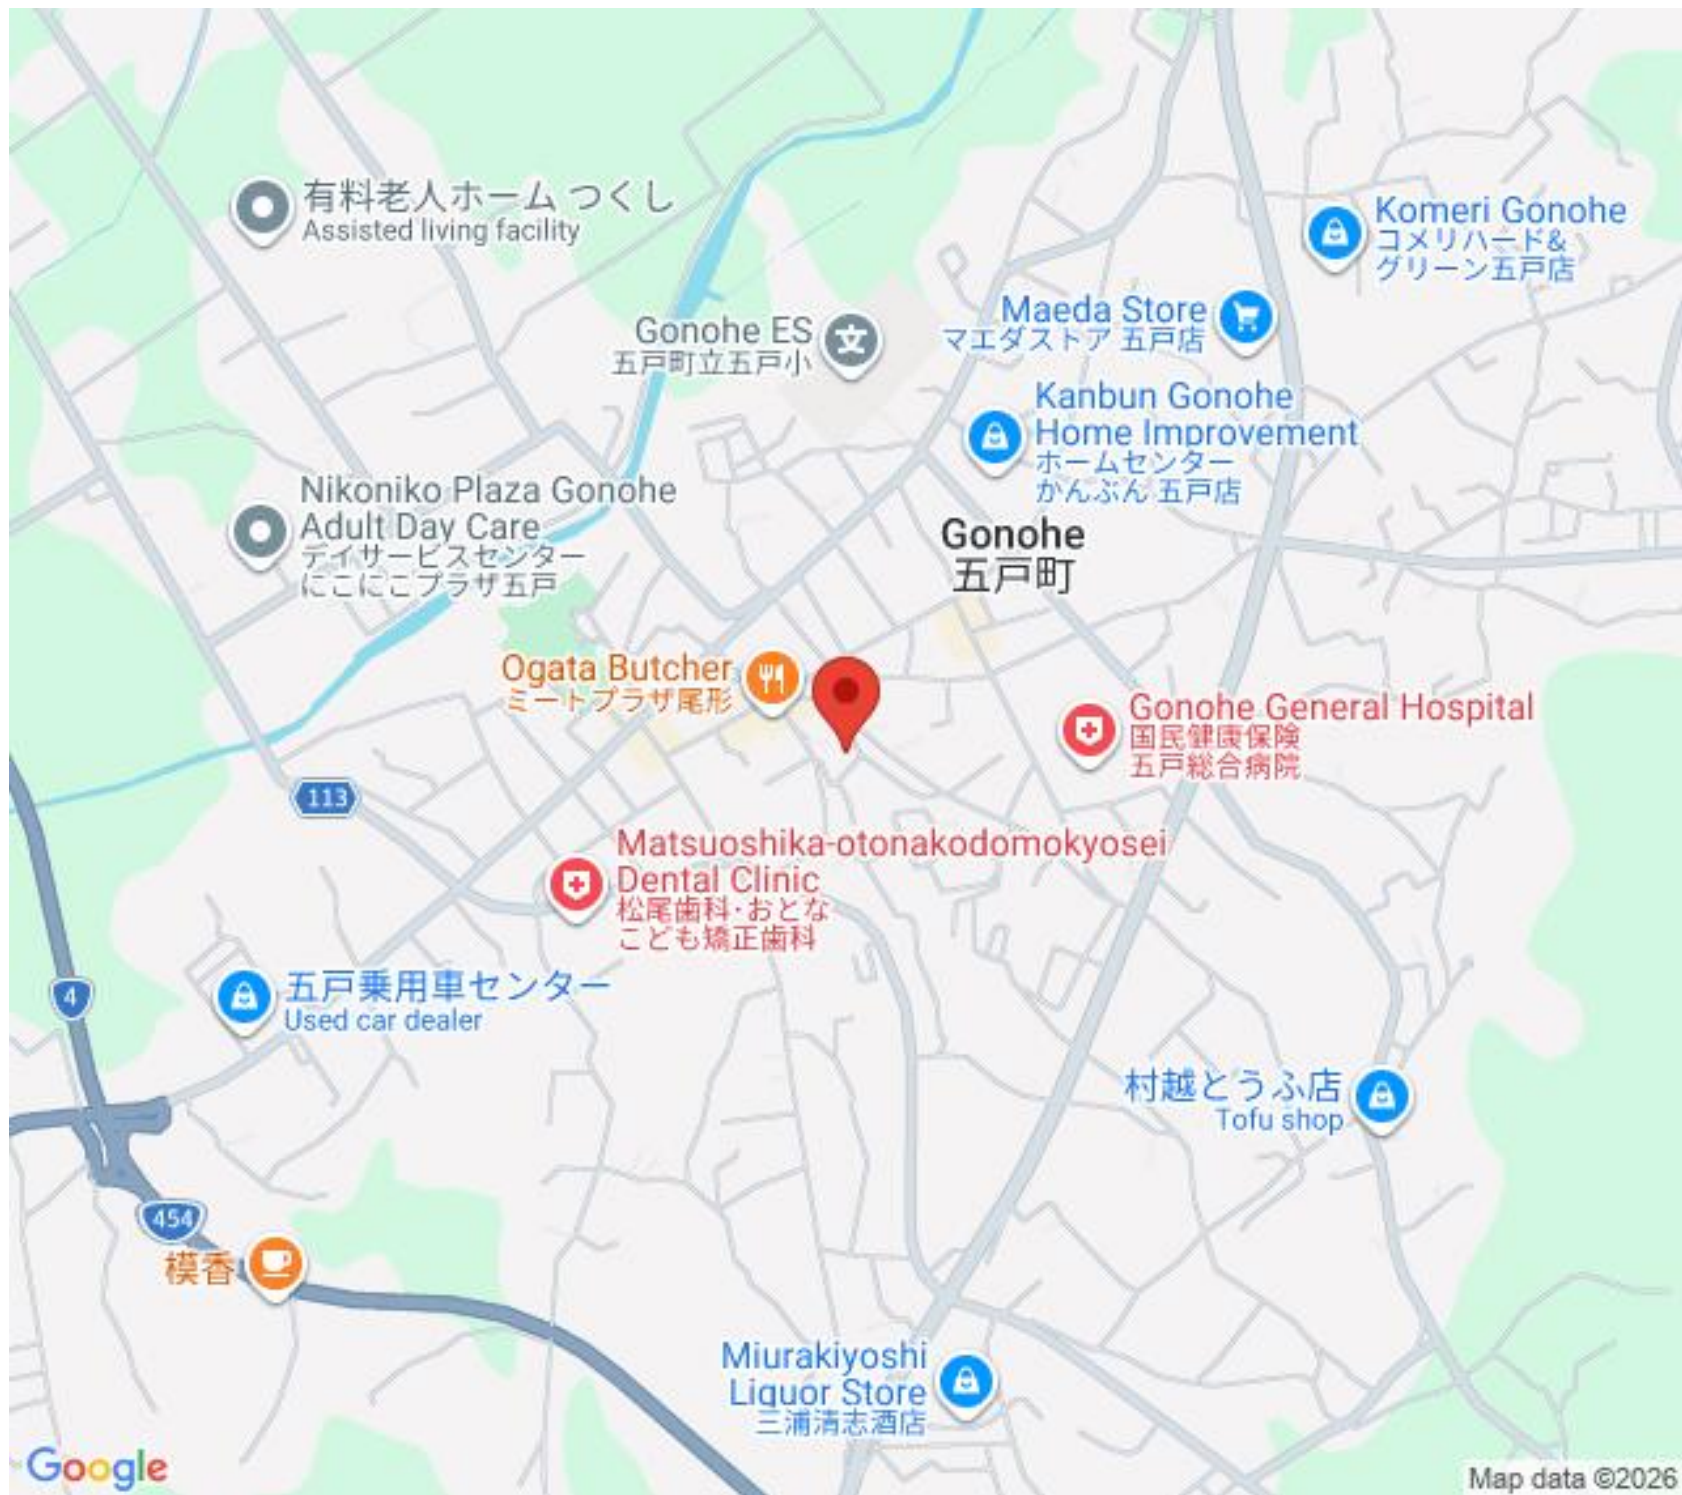 有料老人ホーム つくし
Assisted living facility
Komeri Gonohe
コメリハード&
グリーン五戸店
Maeda Store
マエダストア 五戸店
Gonohe ES
五戸町立五戸小
文
Kanbun Gonohe
Home Improvement
ホームセンター
かんぶん 五戸店
Nikoniko Plaza Gonohe
Adult Day Care
デイサービスセンター
にこにこプラザ五戸
Gonohe
五戸町
Ogata Butcher
ミートプラザ尾形
Gonohe General Hospital
国民健康保険
五戸総合病院
113
Matsuoshika-otonakodomokyosei
Dental Clinic
松尾歯科・おとな
こども矯正歯科
五戸乗用車センター
Used car dealer
4
村越とうふ店
Tofu shop
454
模香
Miurakiyoshi
Liquor Store
三浦清志酒店
Google
Map data ©2026